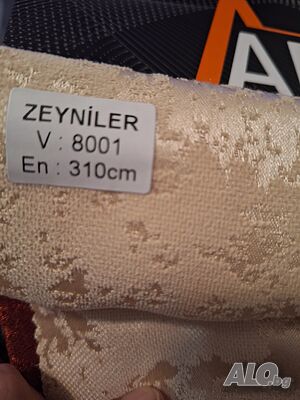 ZEYNİLER
V : 8001
En : 310cm
ALO.bg